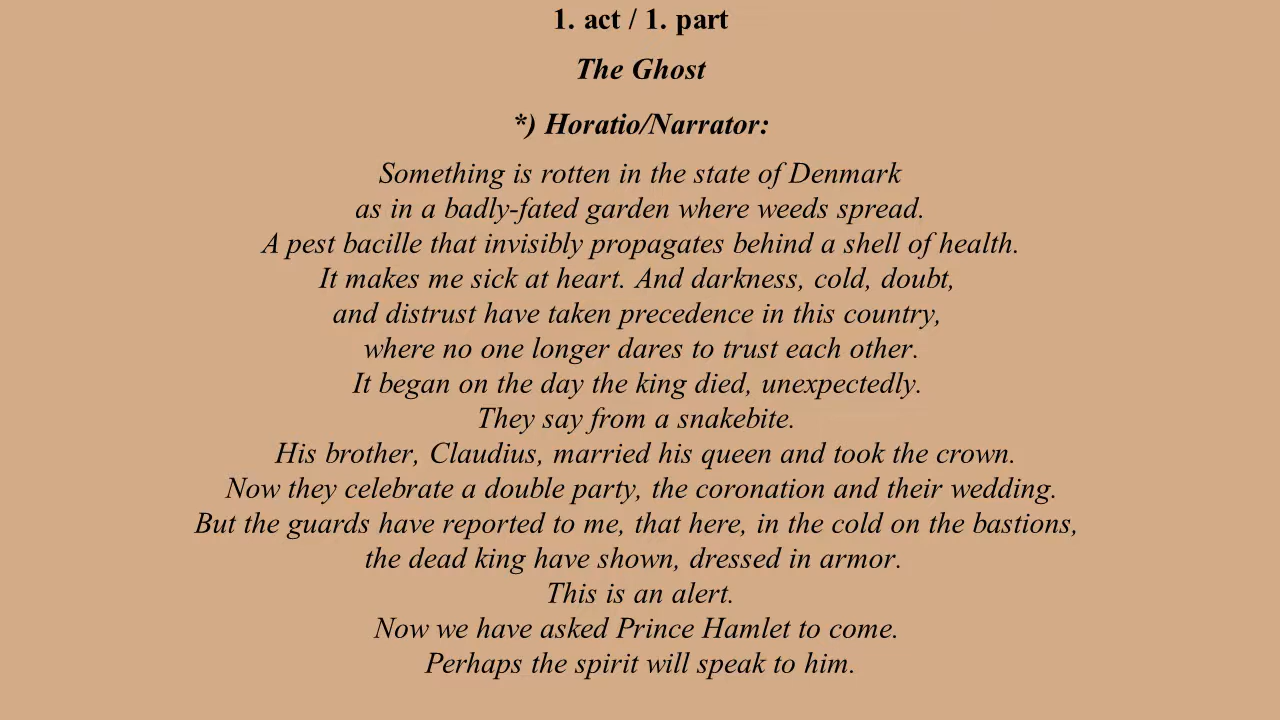 1. act / 1. part
The Ghost
*) Horatio/Narrator:
Something is rotten in the state of Denmark
as in a badly-fated garden where weeds spread.
A pest bacille that invisibly propagates behind a shell of health.
It makes me sick at heart. And darkness, cold, doubt,
and distrust have taken precedence in this country,
where no one longer dares to trust each other.
It began on the day the king died, unexpectedly.
They say from a snakebite.
His brother, Claudius, married his queen and took the crown.
Now they celebrate a double party, the coronation and their wedding.
But the guards have reported to me, that here, in the cold on the bastions,
the dead king have shown, dressed in armor.
This is an alert.
Now we have asked Prince Hamlet to come.
Perhaps the spirit will speak to him.